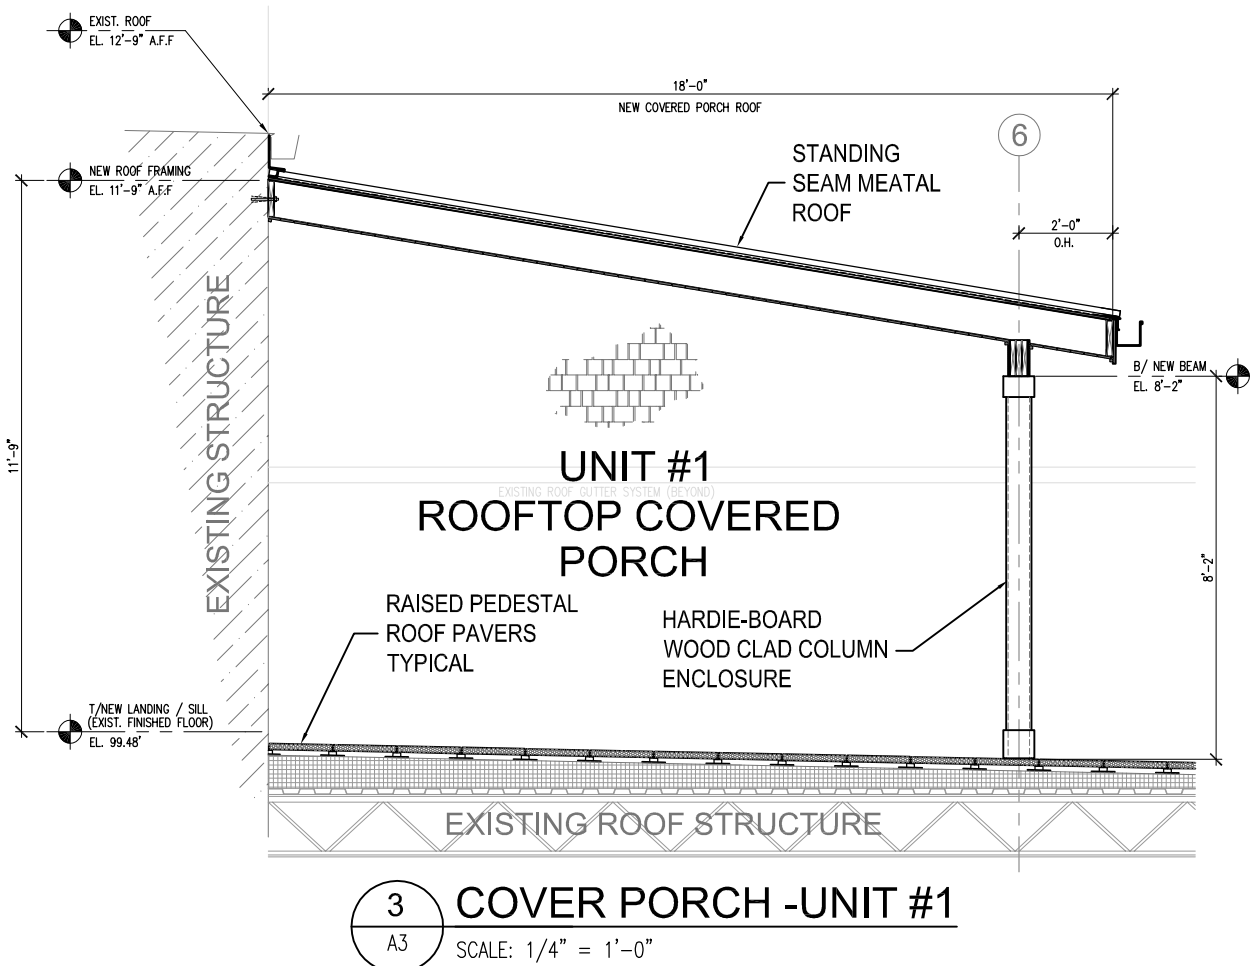 EXIST. ROOF
EL. 12'-9" A.F.F
18'-0"
NEW COVERED PORCH ROOF
6
STANDING
SEAM MEATAL
ROOF
NEW ROOF FRAMING
EL. 11'-9" A.F.F
2'-0"
O.H.
EXISTING STRUCTURE
B/ NEW BEAM
EL. 8'-2"
11'-9"
UNIT #1
EXISTING ROOF GUTTER SYSTEM (BEYOND)
ROOFTOP COVERED
PORCH
8'-2"
RAISED PEDESTAL
ROOF PAVERS
TYPICAL
HARDIE-BOARD
WOOD CLAD COLUMN
ENCLOSURE
T/NEW LANDING / SILL
(EXIST. FINISHED FLOOR)
EL. 99.48'
EXISTING ROOF STRUCTURE
3
A3
COVER PORCH -UNIT #1
SCALE: 1/4" = 1'-0"